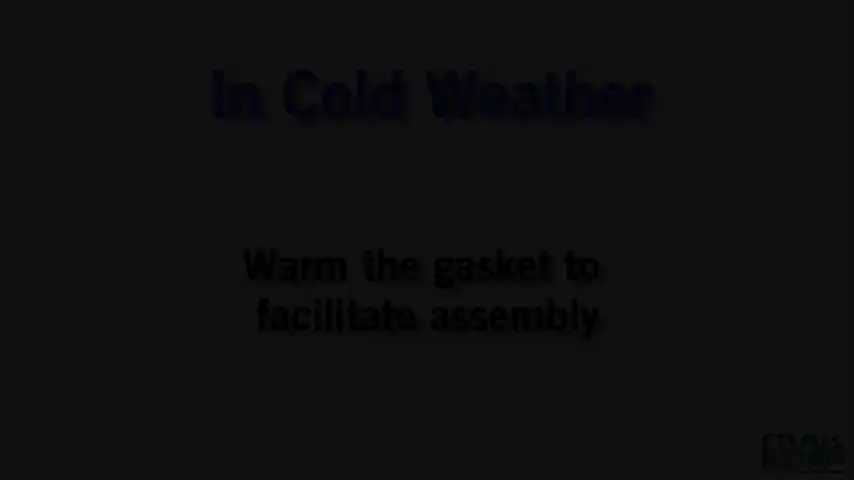 In Cold Weather
Warm the gasket to
facilitate assembly